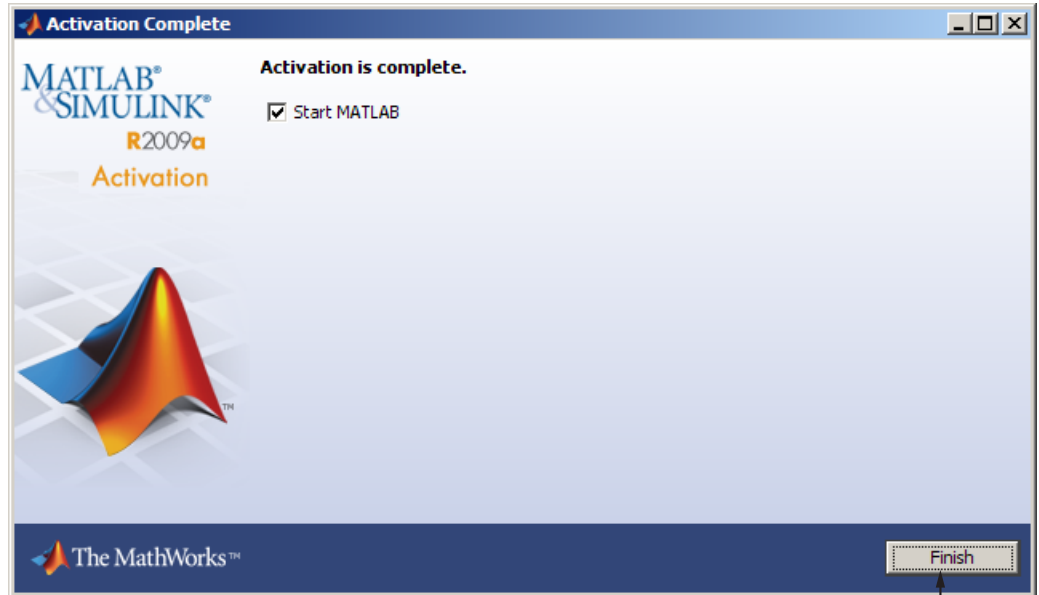 Activation Complete
MATLAB®
&SIMULINK®
R2009a
Activation
Activation is complete.
Start MATLAB
TM
The MathworksTM
Finish